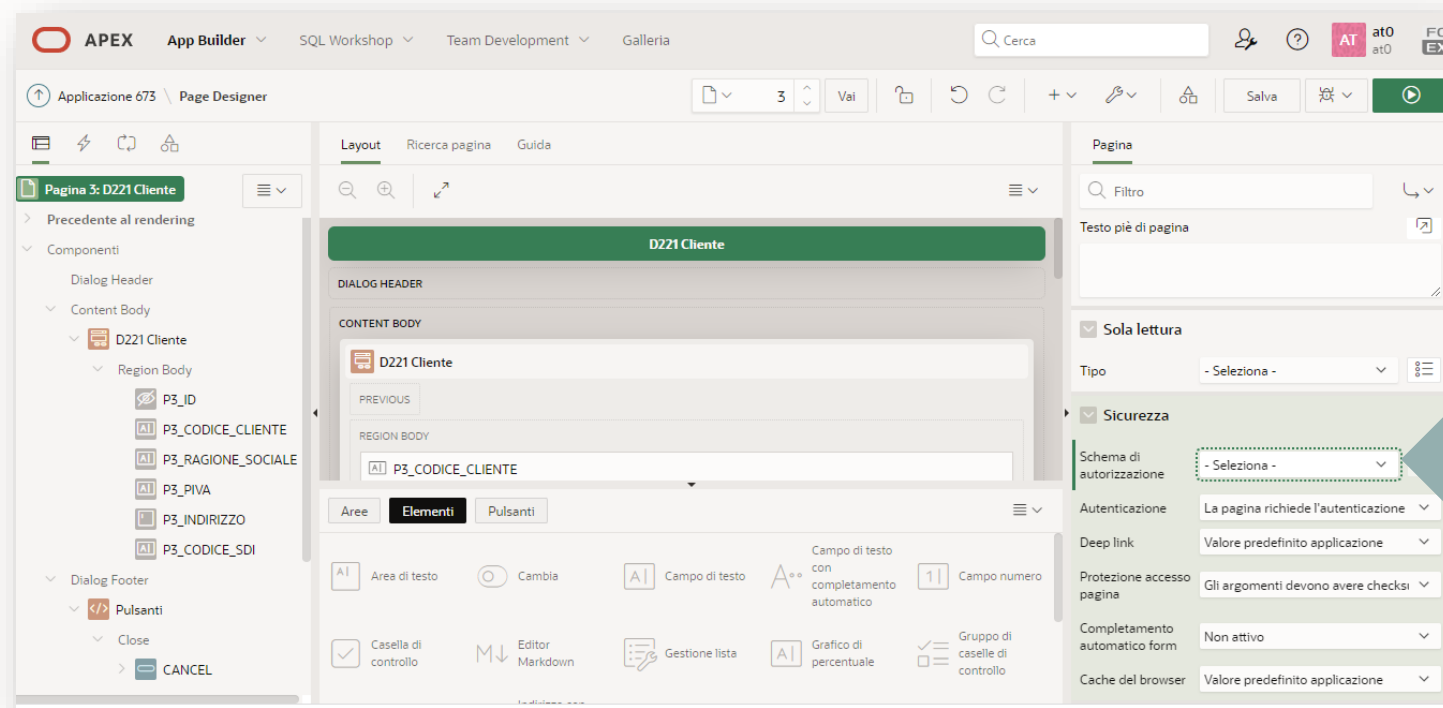 APEX App Builder SQL Workshop Team Development Galleria Cerca AT at0
at0
Applicazione 673 \ Page Designer 3 Vai Salva
Layout Ricerca pagina Guida
Pagina
Pagina 3: D221 Cliente
Precedente al rendering
Componenti
Dialog Header
Content Body
D221 Cliente
Region Body
P3_ID
P3_CODICE_CLIENTE
P3_RAGIONE_SOCIALE
P3_PIVA
P3_INDIRIZZO
P3_CODICE_SDI
Dialog Footer
Pulsanti
Close
CANCEL
D221 Cliente
DIALOG HEADER
CONTENT BODY
D221 Cliente
PREVIOUS
REGION BODY
P3_CODICE_CLIENTE
Aree Elementi Pulsanti
Area di testo
Cambia
Campo di testo
Campo di testo
con
completamento
automatico
Campo numero
Casella di
controllo
Editor
Markdown
Gestione lista
Grafico di
percentuale
Gruppo di
caselle di
controllo
Filtro
Testo piè di pagina
Sola lettura
Tipo - Seleziona -
Sicurezza
Schema di
autorizzazione
- Seleziona -
Autenticazione La pagina richiede l'autenticazione
Deep link Valore predefinito applicazione
Protezione accesso
pagina
Gli argomenti devono avere checksu
Completamento
automatico form
Non attivo
Cache del browser Valore predefinito applicazione